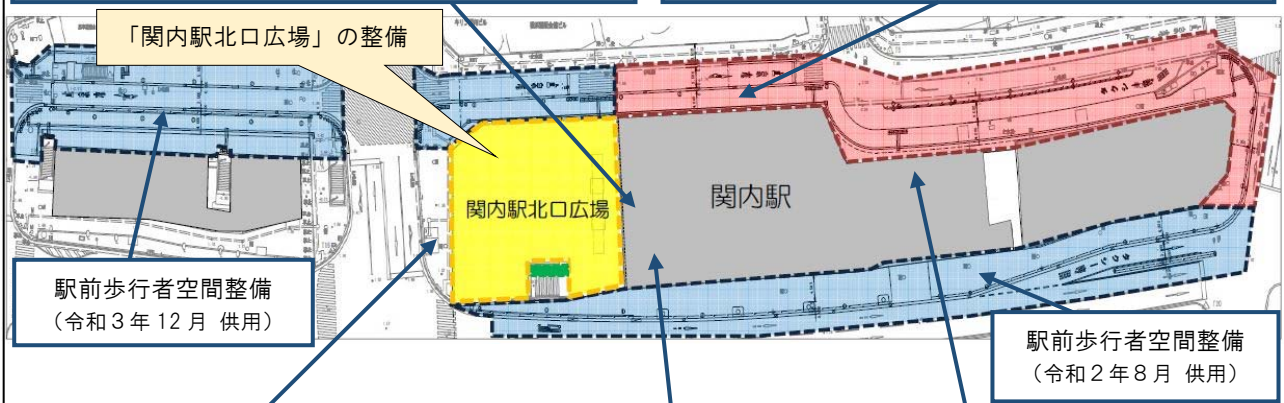 「関内駅北口広場」の整備
関内駅北口広場
関内駅
駅前歩行者空間整備
（令和３年 12 月 供用）
駅前歩行者空間整備
（令和２年８月 供用）